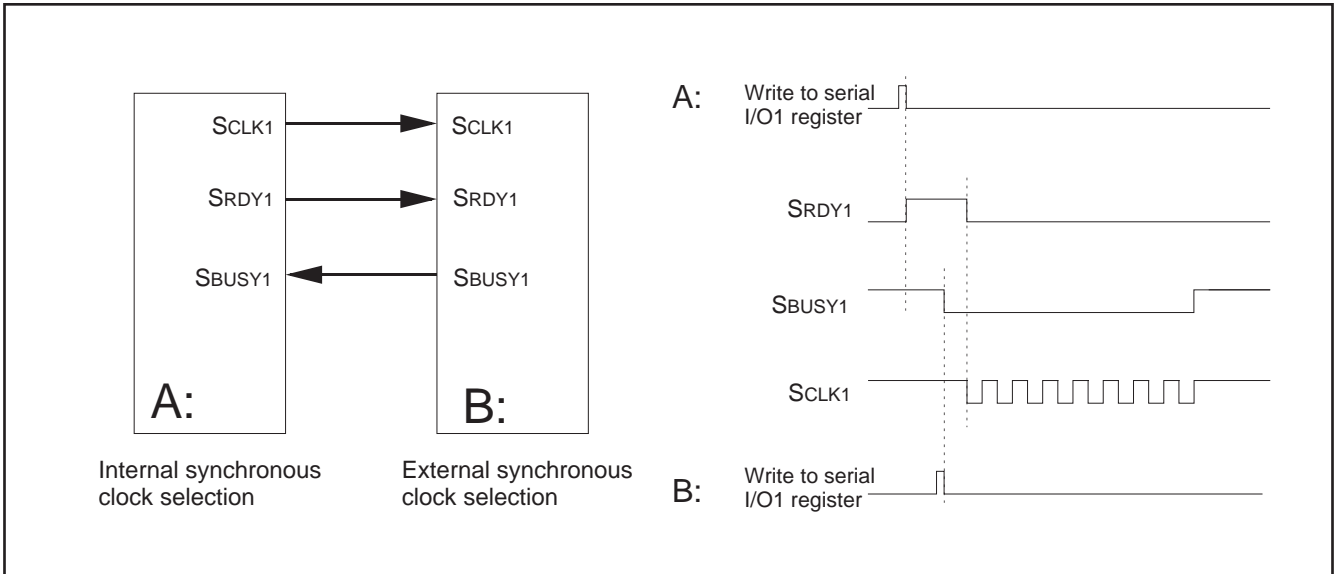 SCLK1
SRDY1
SBUSY1
A:
Internal synchronous
clock selection
SCLK1
SRDY1
SBUSY1
B:
External synchronous
clock selection
A:
Write to serial
I/O1 register
SRDY1
SBUSY1
SCLK1
B:
Write to serial
I/O1 register